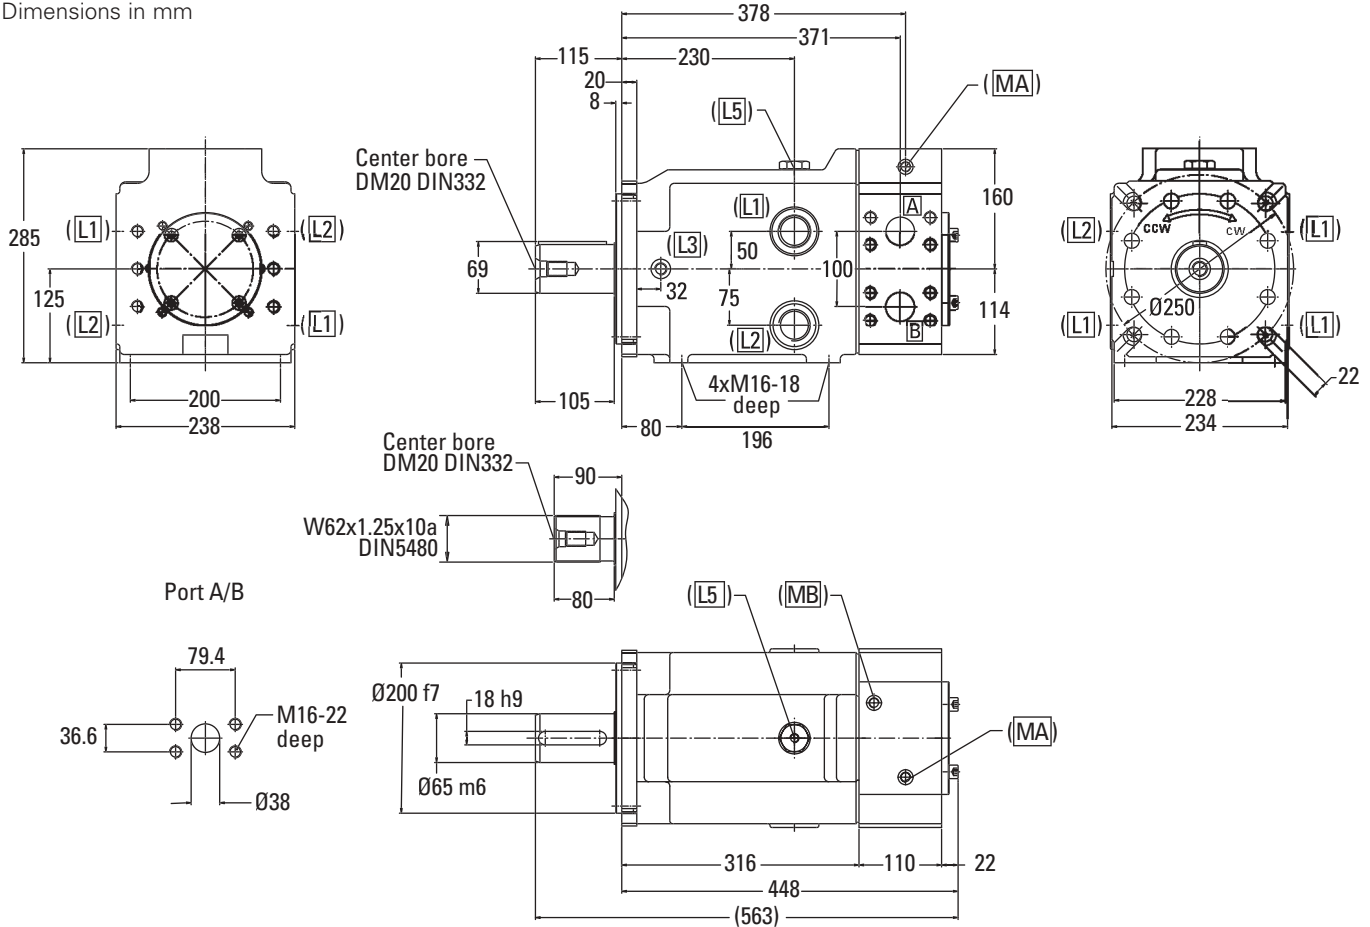 Dimensions in mm
378
371
115
230
20
8
(MA)
(L5)
Center bore
DM20 DIN332
160
(L1)
(L2)
(L1)
A
(L2)
(L1)
285
ccw
cw
(L3)
50
69
100
125
32
75
Ø250
114
(L2)
(L1)
(L2)
B
(L1)
(L1)
4xM16-18
deep
22
200
105
228
238
80
196
234
Center bore
DM20 DIN332
90
W62x1.25x10a
DIN5480
Port A/B
80
(L5)
(MB)
79.4
Ø200 f7
18 h9
M16-22
deep
36.6
(MA)
Ø65 m6
Ø38
316
110
22
448
(563)